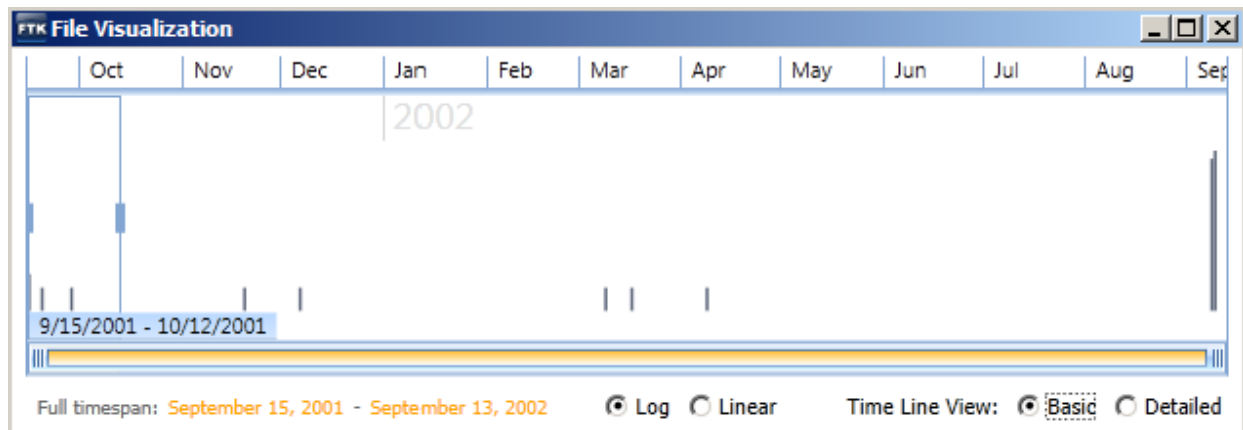 FTK File Visualization
Oct Nov Dec Jan Feb Mar Apr May Jun Jul Aug Sep
2002
9/15/2001 - 10/12/2001
Full timespan: September 15, 2001 - September 13, 2002 Log Linear Time Line View: Basic Detailed